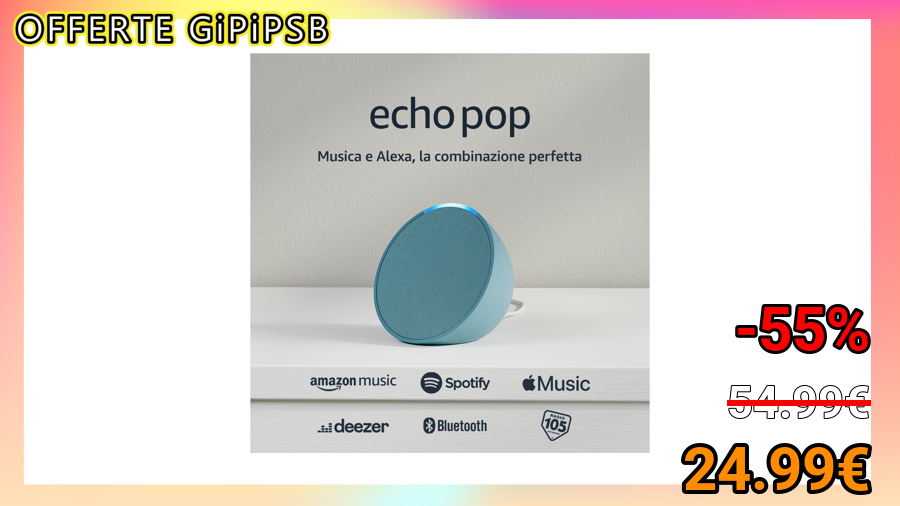 OFFERTE GiPiPSB
echo pop
Musica e Alexa, la combinazione perfetta
amazon music
Spotify
Music
deezer
Bluetooth
RADIO
105
-55%
54.99€
24.99€